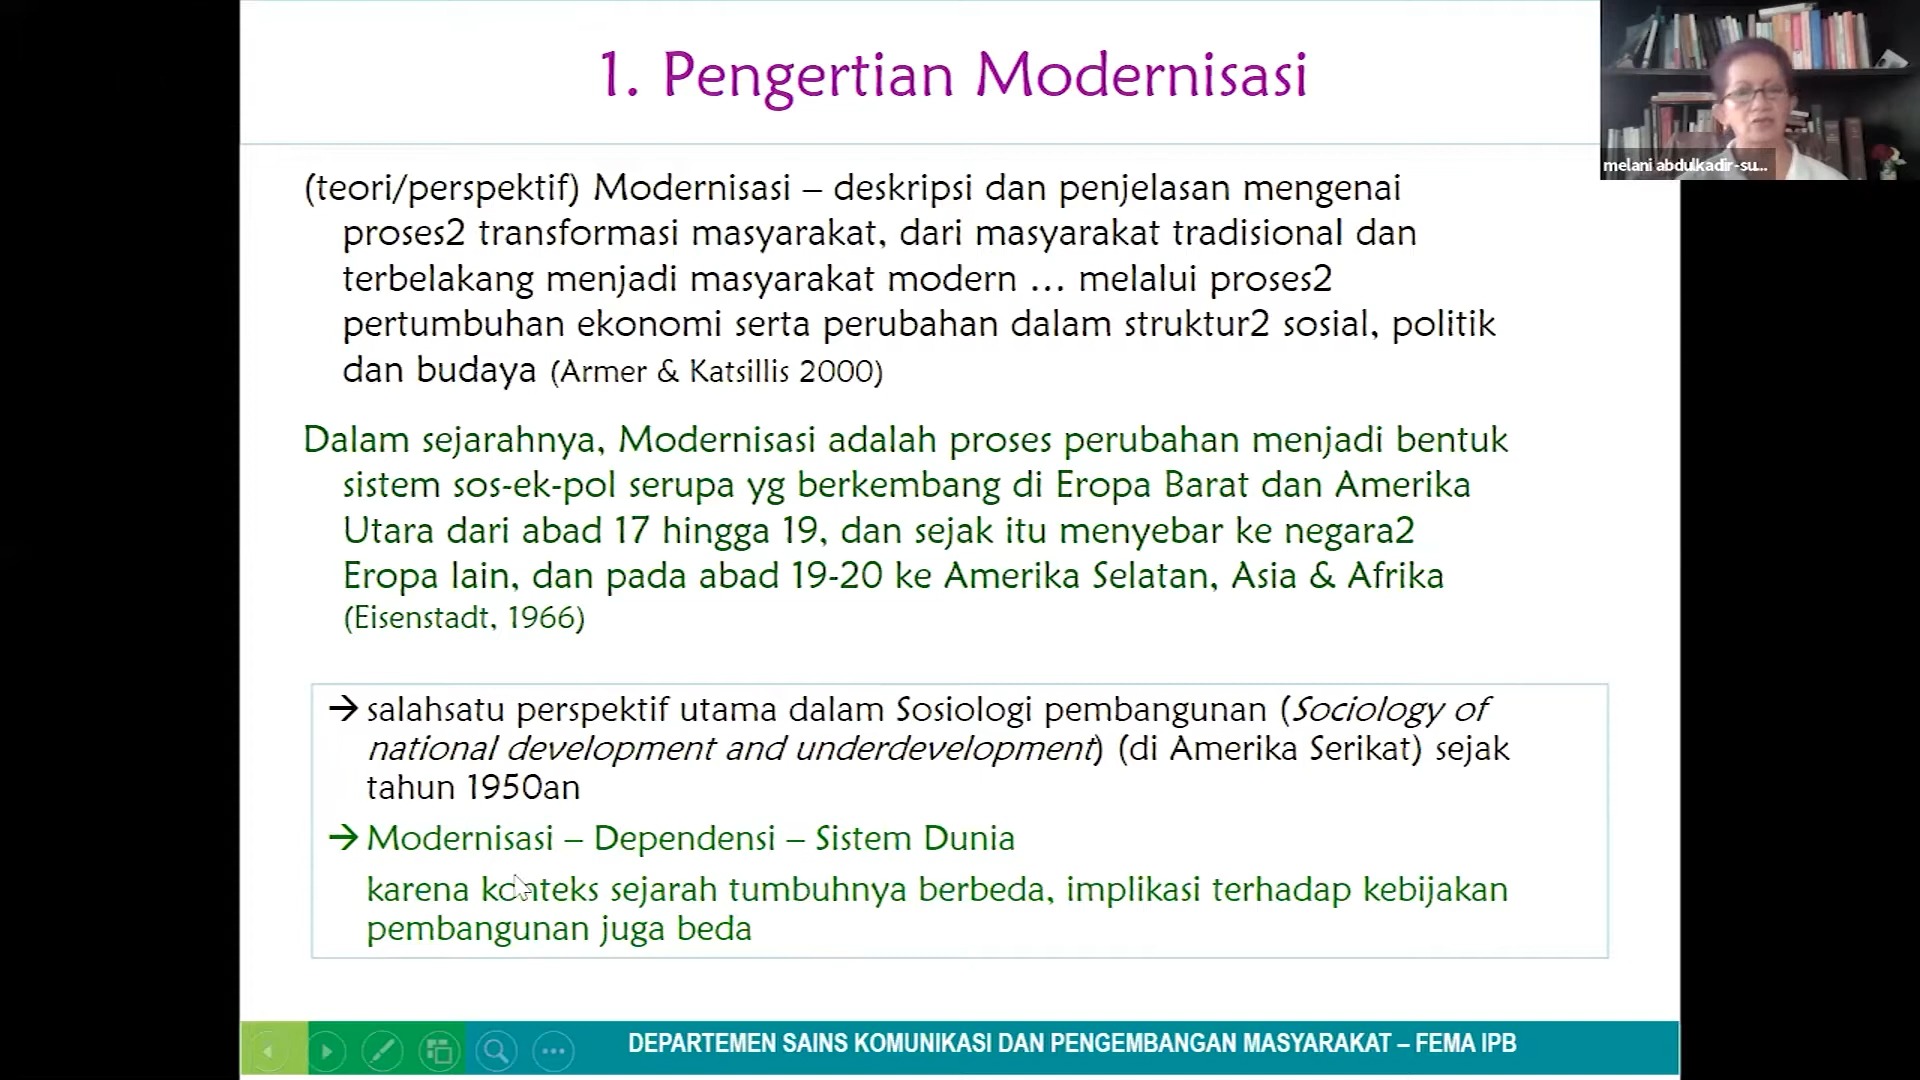 1. Pengertian Modernisasi
melani abdulkadir-su...
(teori/perspektif) Modernisasi – deskripsi dan penjelasan mengenai
proses2 transformasi masyarakat, dari masyarakat tradisional dan
terbelakang menjadi masyarakat modern ... melalui proses2
pertumbuhan ekonomi serta perubahan dalam struktur2 sosial, politik
dan budaya (Armer & Katsillis 2000)
Dalam sejarahnya, Modernisasi adalah proses perubahan menjadi bentuk
sistem sos-ek-pol serupa yg berkembang di Eropa Barat dan Amerika
Utara dari abad 17 hingga 19, dan sejak itu menyebar ke negara2
Eropa lain, dan pada abad 19-20 ke Amerika Selatan, Asia & Afrika
(Eisenstadt, 1966)
→ salahsatu perspektif utama dalam Sosiologi pembangunan (Sociology of
national development and underdevelopment) (di Amerika Serikat) sejak
tahun 1950an
→ Modernisasi – Dependensi – Sistem Dunia
karena konteks sejarah tumbuhnya berbeda, implikasi terhadap kebijakan
pembangunan juga beda
DEPARTEMEN SAINS KOMUNIKASI DAN PENGEMBANGAN MASYARAKAT – FEMA IPB